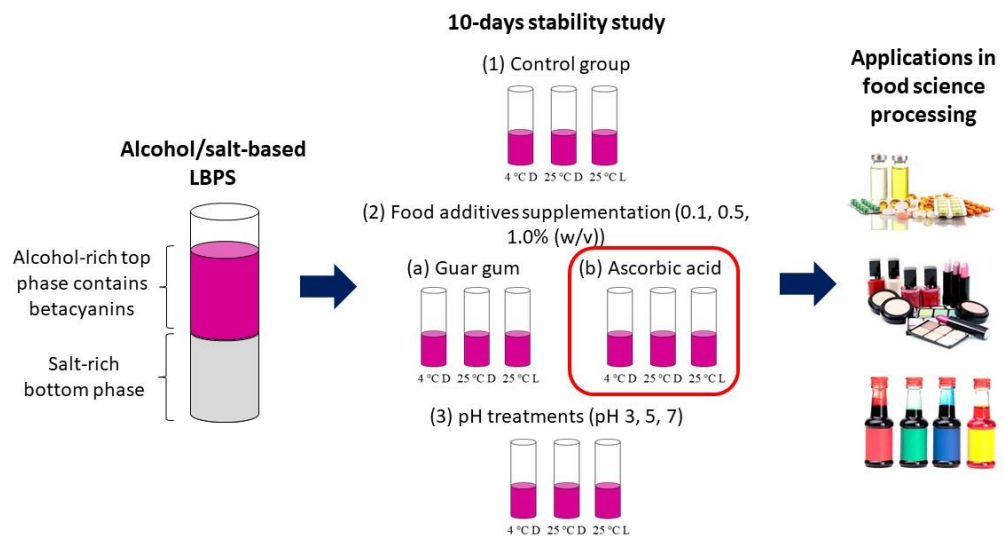 10-days stability study
(1) Control group
4 °C D 25 °C D 25 °C L
Alcohol/salt-based
LBPS
Alcohol-rich top
phase contains
betacyanins
Salt-rich
bottom phase
(2) Food additives supplementation (0.1, 0.5,
1.0% (w/v))
(a) Guar gum
4 °C D 25 °C D 25 °C L
(b) Ascorbic acid
4 °C D 25 °C D 25 °C L
(3) pH treatments (pH 3, 5, 7)
4 °C D 25 °C D 25 °C L
Applications in
food science
processing